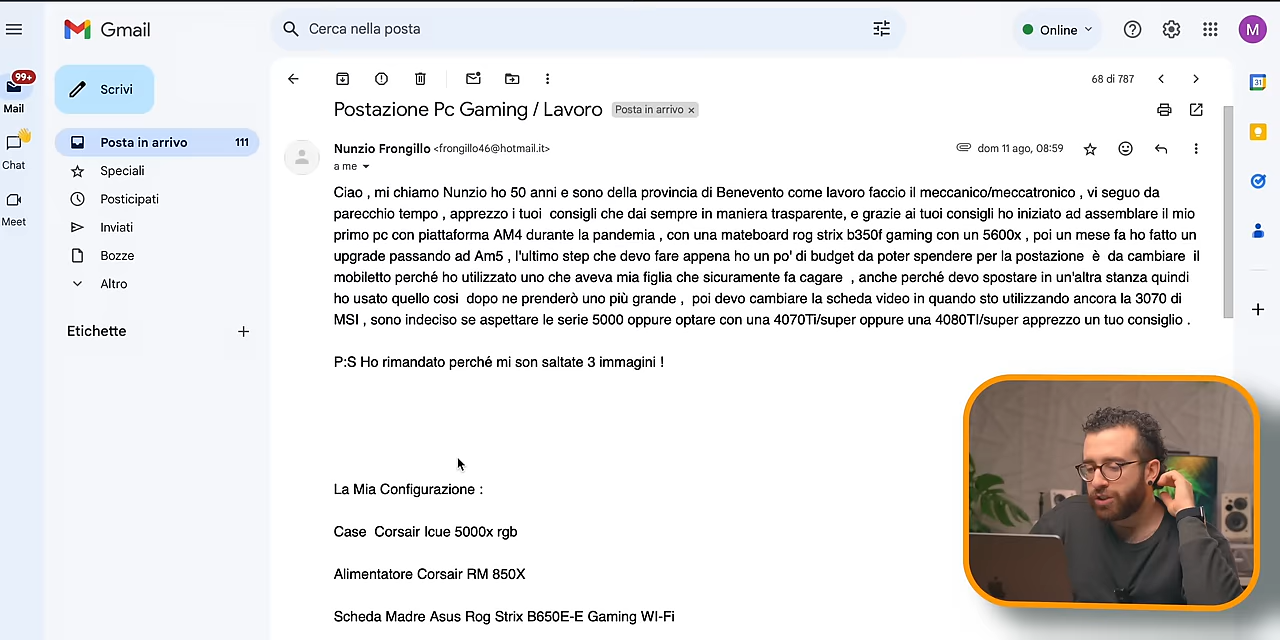 Gmail
Cerca nella posta
Online
M
99+
Mail
Scrivi
68 di 787
Postazione Pc Gaming / Lavoro
Posta in arrivo ×
Chat
Posta in arrivo 111
Nunzio Frongillo <frongillo46@hotmail.it>
dom 11 ago, 08:59
a me
Speciali
Meet
Posticipati
Inviati
Bozze
Altro
Etichette
Ciao , mi chiamo Nunzio ho 50 anni e sono della provincia di Benevento come lavoro faccio il meccanico/meccatronico , vi seguo da
parecchio tempo , apprezzo i tuoi consigli che dai sempre in maniera trasparente, e grazie ai tuoi consigli ho iniziato ad assemblare il mio
primo pc con piattaforma AM4 durante la pandemia , con una mateboard rog strix b350f gaming con un 5600x , poi un mese fa ho fatto un
upgrade passando ad Am5 , l'ultimo step che devo fare appena ho un po' di budget da poter spendere per la postazione è da cambiare il
mobiletto perché ho utilizzato uno che aveva mia figlia che sicuramente fa cagare , anche perché devo spostare in un'altra stanza quindi
ho usato quello cosi dopo ne prenderò uno più grande , poi devo cambiare la scheda video in quando sto utilizzando ancora la 3070 di
MSI , sono indeciso se aspettare le serie 5000 oppure optare con una 4070Ti/super oppure una 4080TI/super apprezzo un tuo consiglio .
P:S Ho rimandato perché mi son saltate 3 immagini !
La Mia Configurazione :
Case Corsair Icue 5000x rgb
Alimentatore Corsair RM 850X
Scheda Madre Asus Rog Strix B650E-E Gaming WI-Fi
31